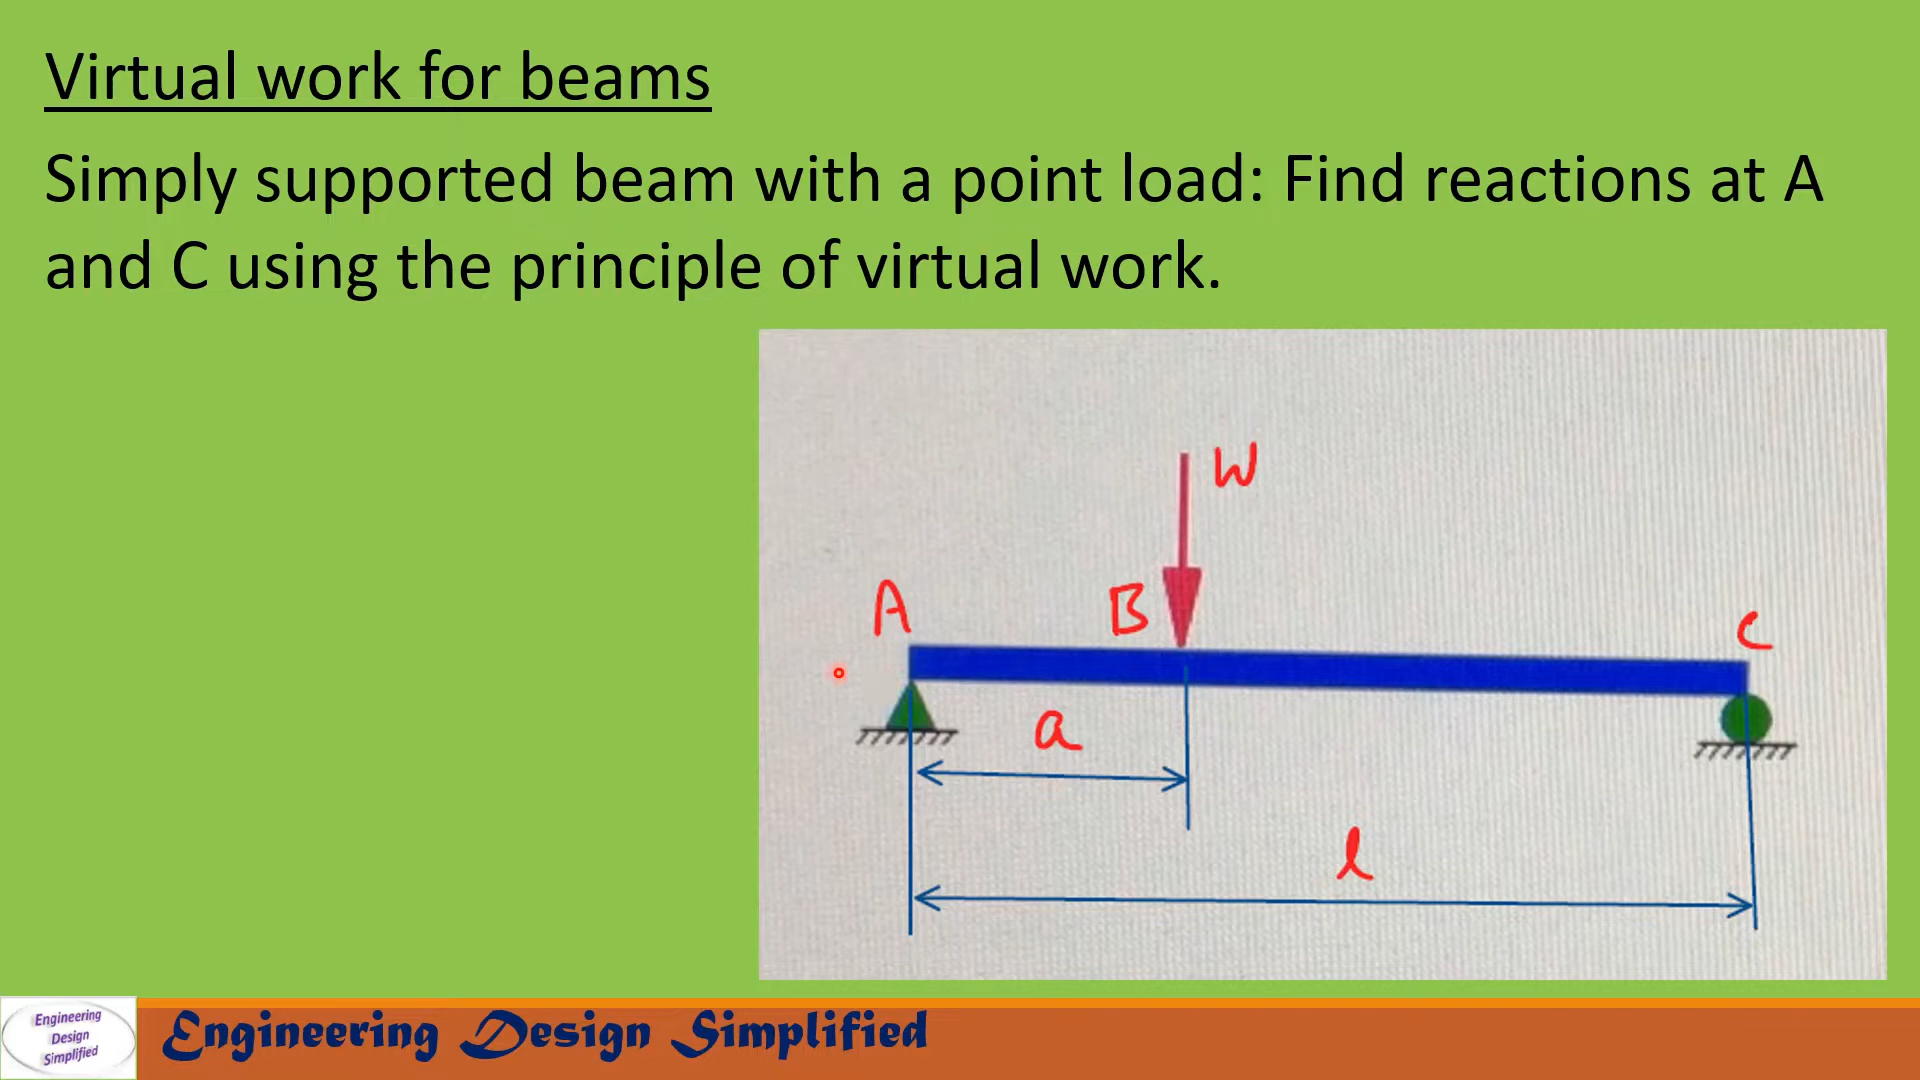 Virtual work for beams
Simply supported beam with a point load: Find reactions at A
and C using the principle of virtual work.
W
A
B
C
a
l
Engineering
Design
Simplified
Engineering Design Simplified